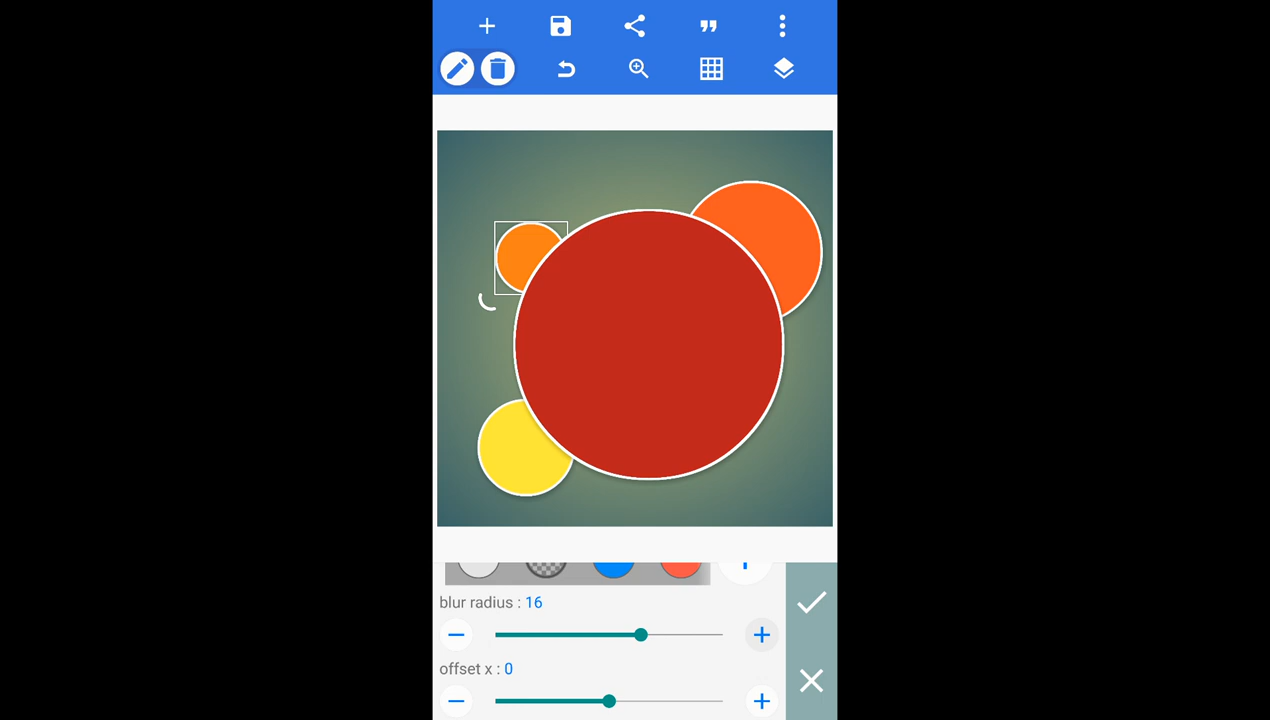 blur radius : 16
offset x : 0